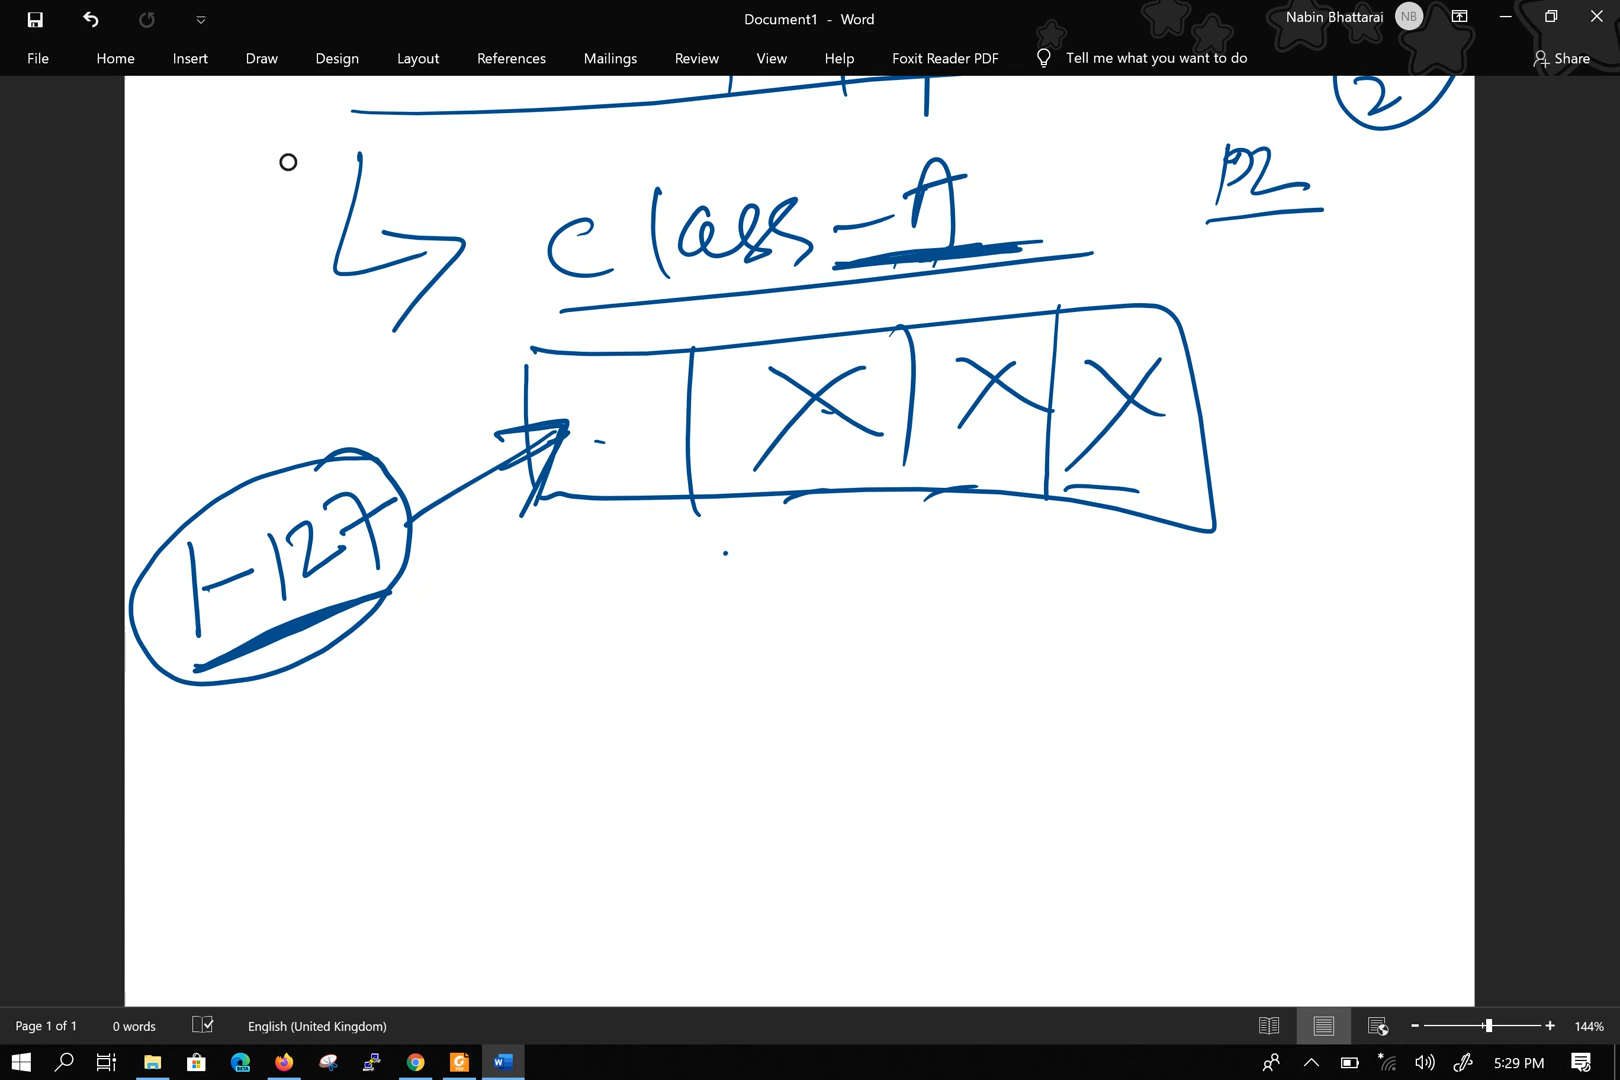 Document1 - Word
Nabin Bhattarai NB
File Home Insert Draw Design Layout References Mailings Review View Help Foxit Reader PDF Tell me what you want to do Share
2
class-A
X X X
1-127
Page 1 of 1 0 words English (United Kingdom) 144%
5:29 PM